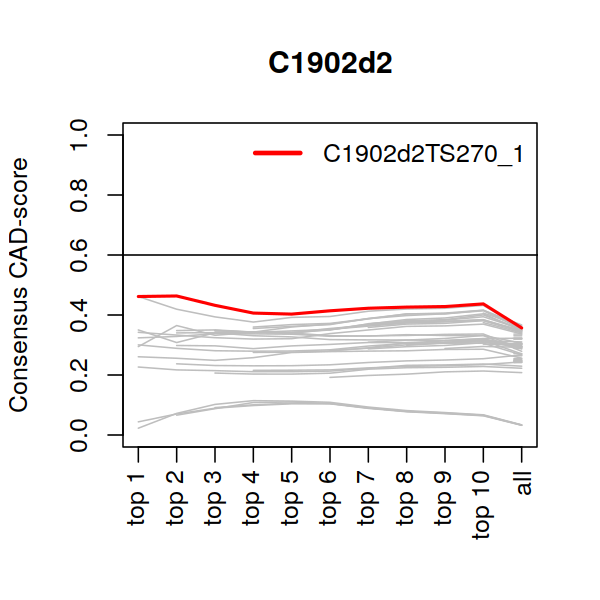 C1902d2
C1902d2TS270_1
Consensus CAD-score
1.0
0.8
0.6
0.4
0.2
0.0
top 1
top 2
top 3
top 4
top 5
top 6
top 7
top 8
top 9
top 10
all